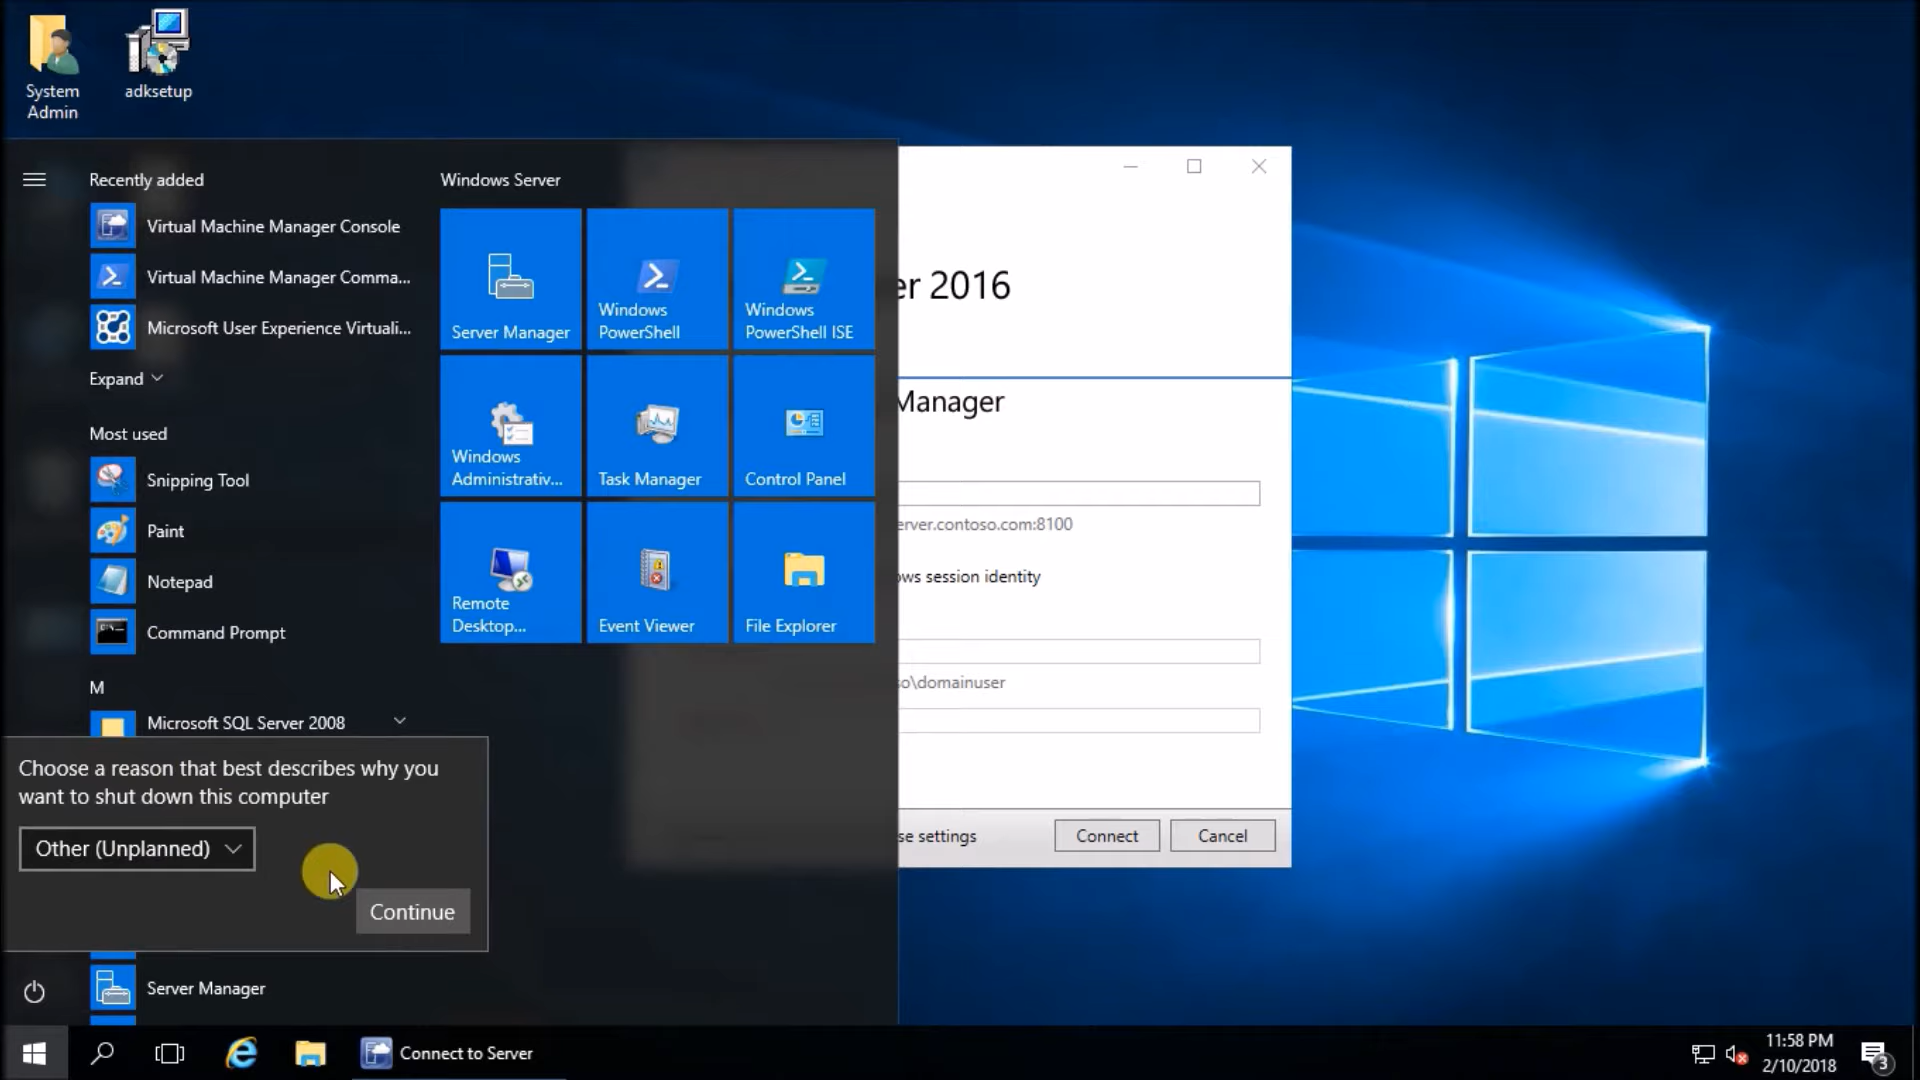 System
Admin
adksetup
Recently added
Virtual Machine Manager Console
Virtual Machine Manager Comma...
Microsoft User Experience Virtuali...
Expand
Most used
Snipping Tool
Paint
Notepad
Command Prompt
M
Microsoft SQL Server 2008
Windows Server
Server Manager
Windows
PowerShell
Windows
PowerShell ISE
Windows
Administrativ...
Task Manager
Control Panel
Remote
Desktop...
Event Viewer
File Explorer
er 2016
Manager
erver.contoso.com:8100
ows session identity
so\domainuser
se settings
Connect
Cancel
Choose a reason that best describes why you
want to shut down this computer
Other (Unplanned)
Continue
Server Manager
Connect to Server
11:58 PM
2/10/2018
3